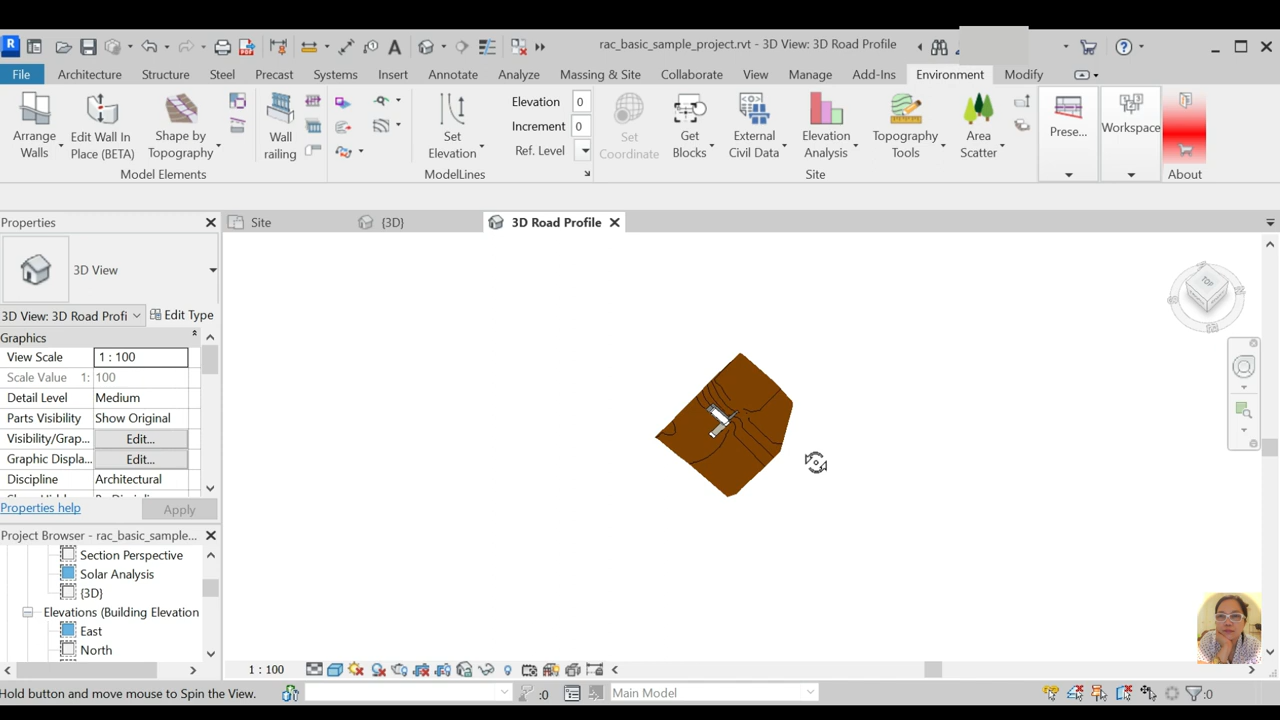 rac_basic_sample_project.rvt - 3D View: 3D Road Profile
File Architecture Structure Steel Precast Systems Insert Annotate Analyze Massing & Site Collaborate View Manage Add-Ins Environment Modify
Arrange Walls
Edit Wall In Place (BETA)
Shape by Topography
Wall railing
Set Elevation
Elevation 0
Increment 0
Ref. Level
Set Coordinate
Get Blocks
External Civil Data
Elevation Analysis
Topography Tools
Area Scatter
Prese...
Workspace
Model Elements
ModelLines
Site
About
Properties
Site
{3D}
3D Road Profile
3D View
3D View: 3D Road Profi
Edit Type
Graphics
View Scale 1 : 100
Scale Value 1: 100
Detail Level Medium
Parts Visibility Show Original
Visibility/Grap... Edit...
Graphic Displa... Edit...
Discipline Architectural
Properties help
Apply
Project Browser - rac_basic_sample...
Section Perspective
Solar Analysis
{3D}
Elevations (Building Elevation
East
North
TOP
1 : 100
Hold button and move mouse to Spin the View.
:0
Main Model
:0